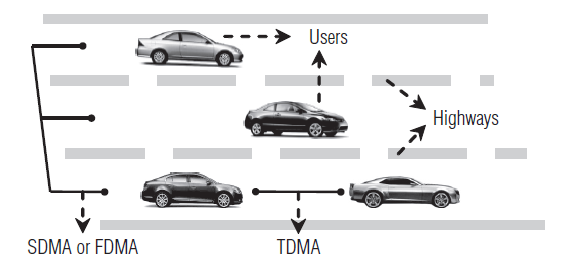 Users
Highways
SDMA or FDMA
TDMA